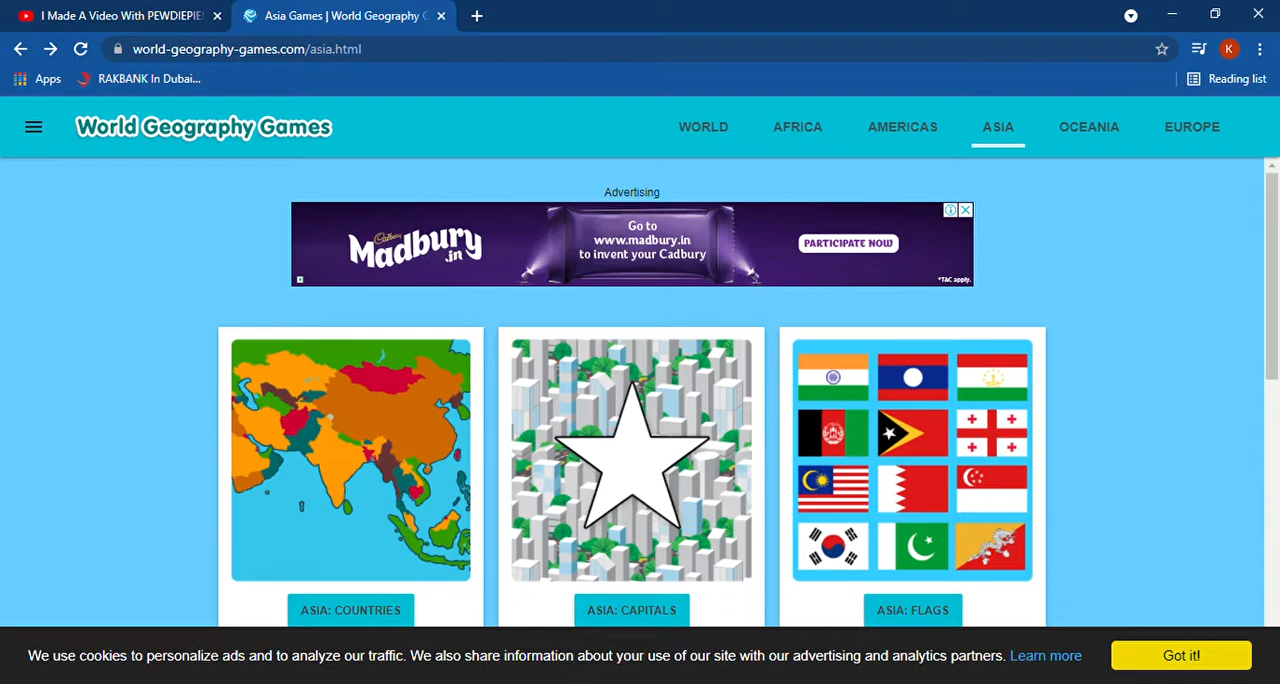 I Made A Video With PEWDIEPIE!
Asia Games | World Geography G
world-geography-games.com/asia.html
K
Apps
RAKBANK In Dubai...
Reading list
World Geography Games
WORLD
AFRICA
AMERICAS
ASIA
OCEANIA
EUROPE
Advertising
Cadbury
Madbury
.in
Go to
www.madbury.in
to invent your Cadbury
PARTICIPATE NOW
*T&C apply.
ASIA: COUNTRIES
ASIA: CAPITALS
ASIA: FLAGS
We use cookies to personalize ads and to analyze our traffic. We also share information about your use of our site with our advertising and analytics partners. Learn more
Got it!